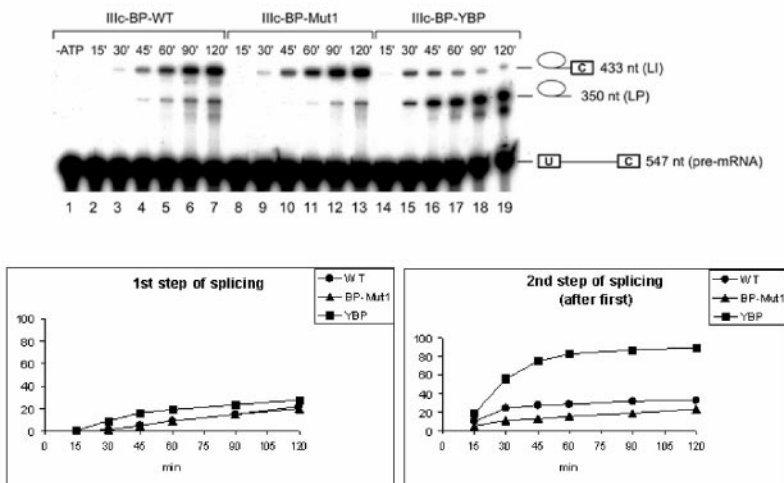 IIIc-BP-WT IIIc-BP-Mut1 IIIc-BP-YBP
-ATP 15' 30' 45' 60' 90' 120' 15' 30' 45' 60' 90' 120' 15' 30' 45' 60' 90' 120'
C 433 nt (LI)
350 nt (LP)
U C 547 nt (pre-mRNA)
1 2 3 4 5 6 7 8 9 10 11 12 13 14 15 16 17 18 19
1st step of splicing
WT
BP-Mut1
YBP
100
80
60
40
20
0
0 15 30 45 60 75 90 105 120
min
2nd step of splicing
(after first)
WT
BP-Mut1
YBP
100
80
60
40
20
0
0 15 30 45 60 75 90 105 120
min